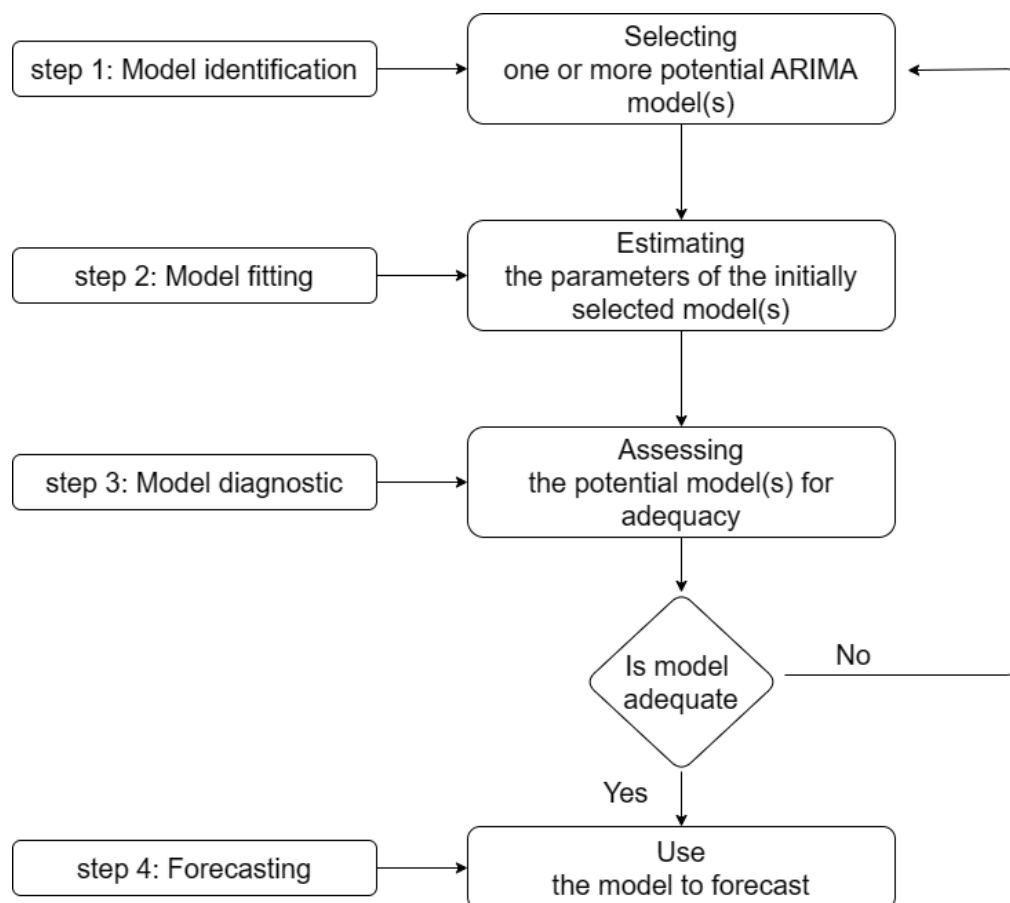 step 1: Model identification
Selecting
one or more potential ARIMA
model(s)
step 2: Model fitting
Estimating
the parameters of the initially
selected model(s)
step 3: Model diagnostic
Assessing
the potential model(s) for
adequacy
Is model
adequate
No
Yes
step 4: Forecasting
Use
the model to forecast